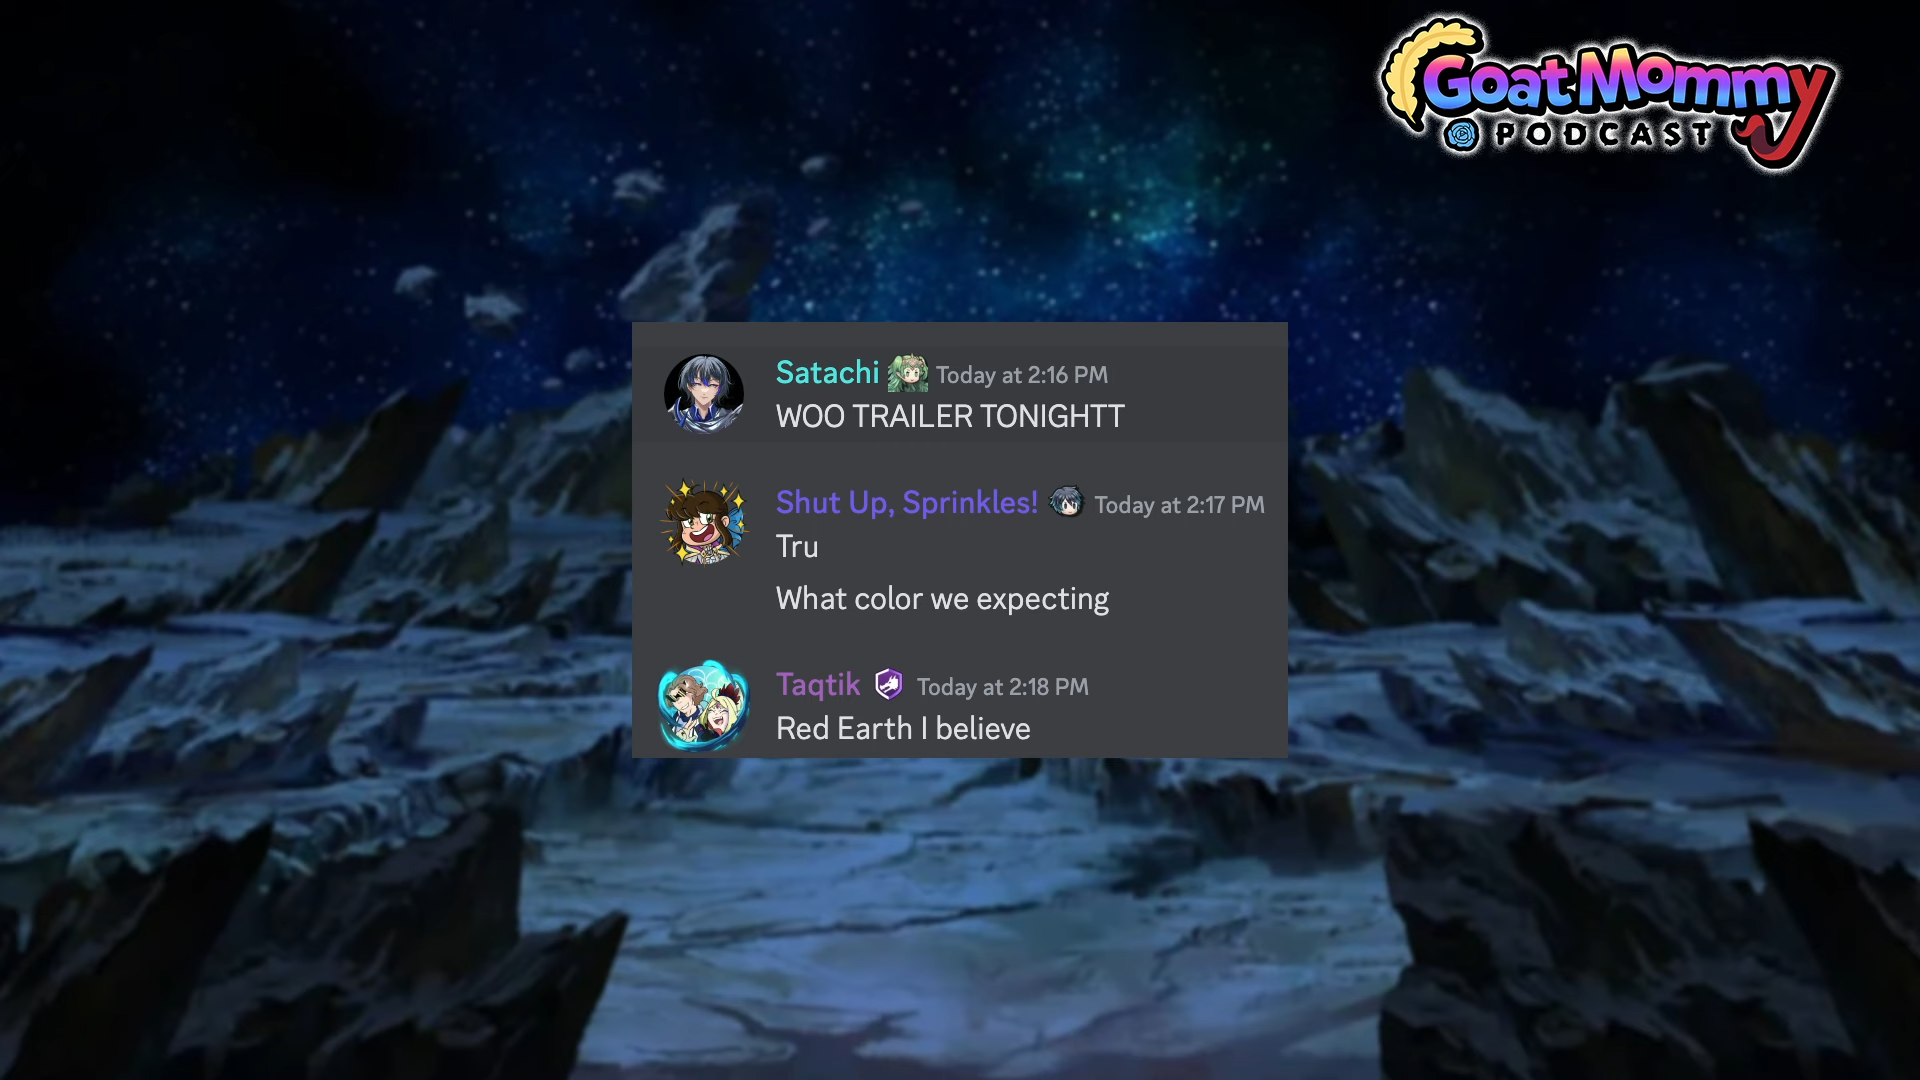 GoatMommy
PODCAST
Satachi Today at 2:16 PM
WOO TRAILER TONIGHTT
Shut Up, Sprinkles! Today at 2:17 PM
Tru
What color we expecting
Taqtik Today at 2:18 PM
Red Earth I believe